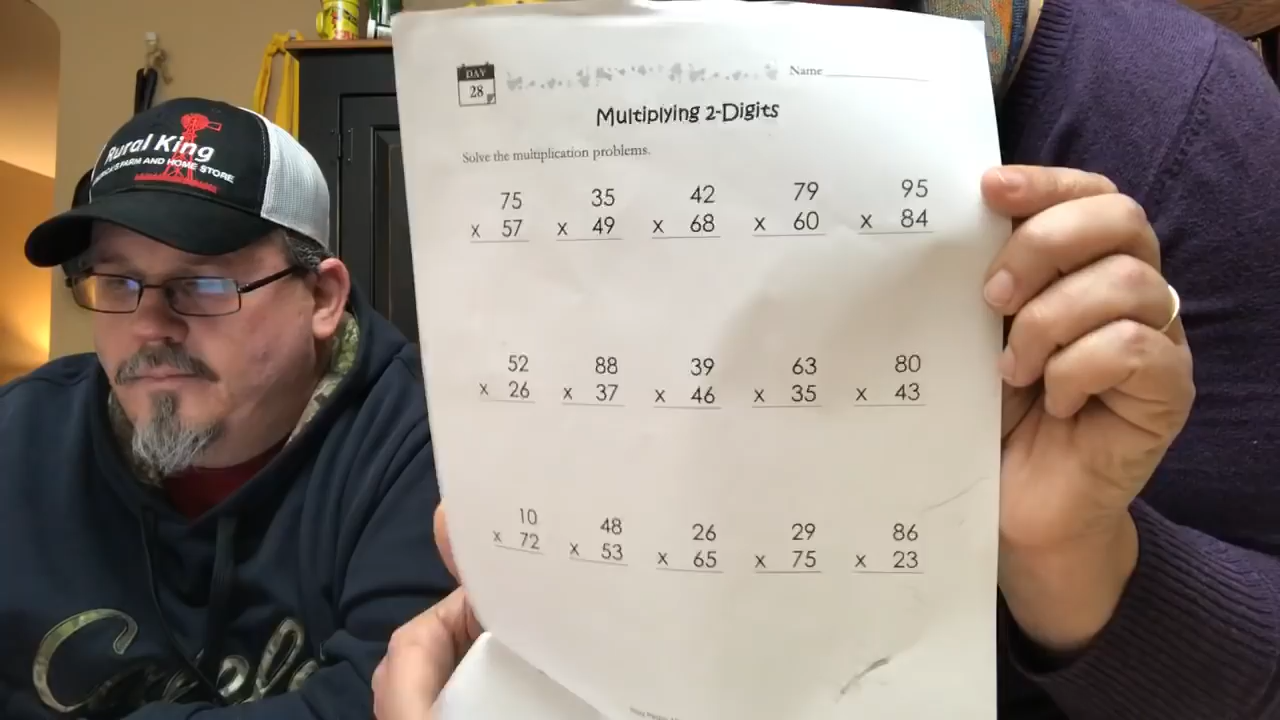 Rural King
FARM AND HOME STORE
DAY
28
Name
Multiplying 2-Digits
Solve the multiplication problems.
75 35 42 79 95
x 57 x 49 x 68 x 60 x 84
52 88 39 63 80
x 26 x 37 x 46 x 35 x 43
10 48 26 29 86
x 72 x 53 x 65 x 75 x 23